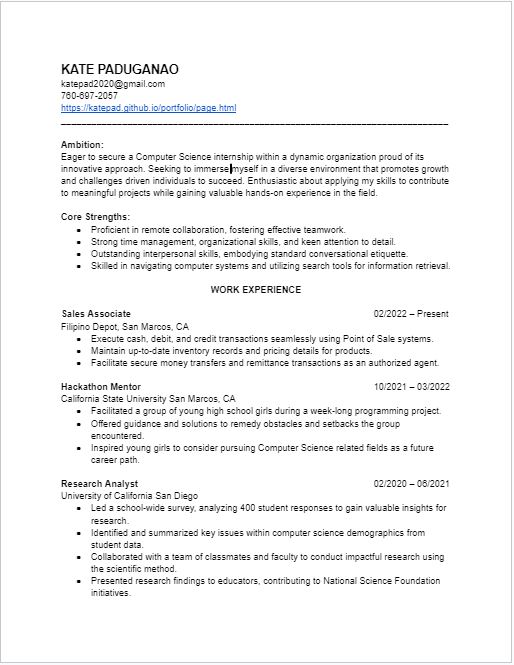 KATE PADUGANAO
katepad2020@gmail.com
760-697-2057
https://katepad.github.io/portfolio/page.html
Ambition:
Eager to secure a Computer Science internship within a dynamic organization proud of its
innovative approach. Seeking to immerse myself in a diverse environment that promotes growth
and challenges driven individuals to succeed. Enthusiastic about applying my skills to contribute
to meaningful projects while gaining valuable hands-on experience in the field.
Core Strengths:
• Proficient in remote collaboration, fostering effective teamwork.
• Strong time management, organizational skills, and keen attention to detail.
• Outstanding interpersonal skills, embodying standard conversational etiquette.
• Skilled in navigating computer systems and utilizing search tools for information retrieval.
WORK EXPERIENCE
Sales Associate 02/2022 – Present
Filipino Depot, San Marcos, CA
• Execute cash, debit, and credit transactions seamlessly using Point of Sale systems.
• Maintain up-to-date inventory records and pricing details for products.
• Facilitate secure money transfers and remittance transactions as an authorized agent.
Hackathon Mentor 10/2021 – 03/2022
California State University San Marcos, CA
• Facilitated a group of young high school girls during a week-long programming project.
• Offered guidance and solutions to remedy obstacles and setbacks the group
encountered.
• Inspired young girls to consider pursuing Computer Science related fields as a future
career path.
Research Analyst 02/2020 – 06/2021
University of California San Diego
• Led a school-wide survey, analyzing 400 student responses to gain valuable insights for
research.
• Identified and summarized key issues within computer science demographics from
student data.
• Collaborated with a team of classmates and faculty to conduct impactful research using
the scientific method.
• Presented research findings to educators, contributing to National Science Foundation
initiatives.